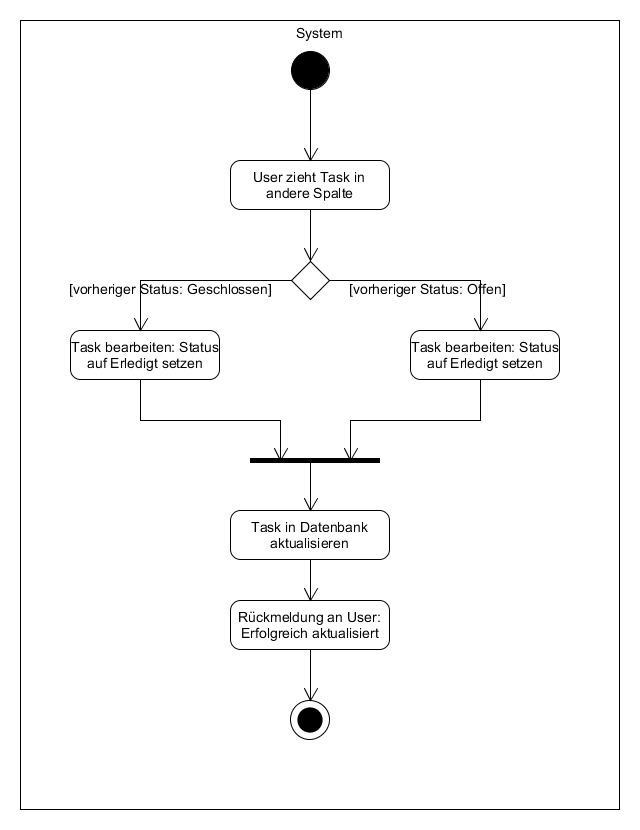 System
User zieht Task in
andere Spalte
[vorheriger Status: Geschlossen]
[vorheriger Status: Offen]
Task bearbeiten: Status
auf Erledigt setzen
Task bearbeiten: Status
auf Erledigt setzen
Task in Datenbank
aktualisieren
Rückmeldung an User:
Erfolgreich aktualisiert